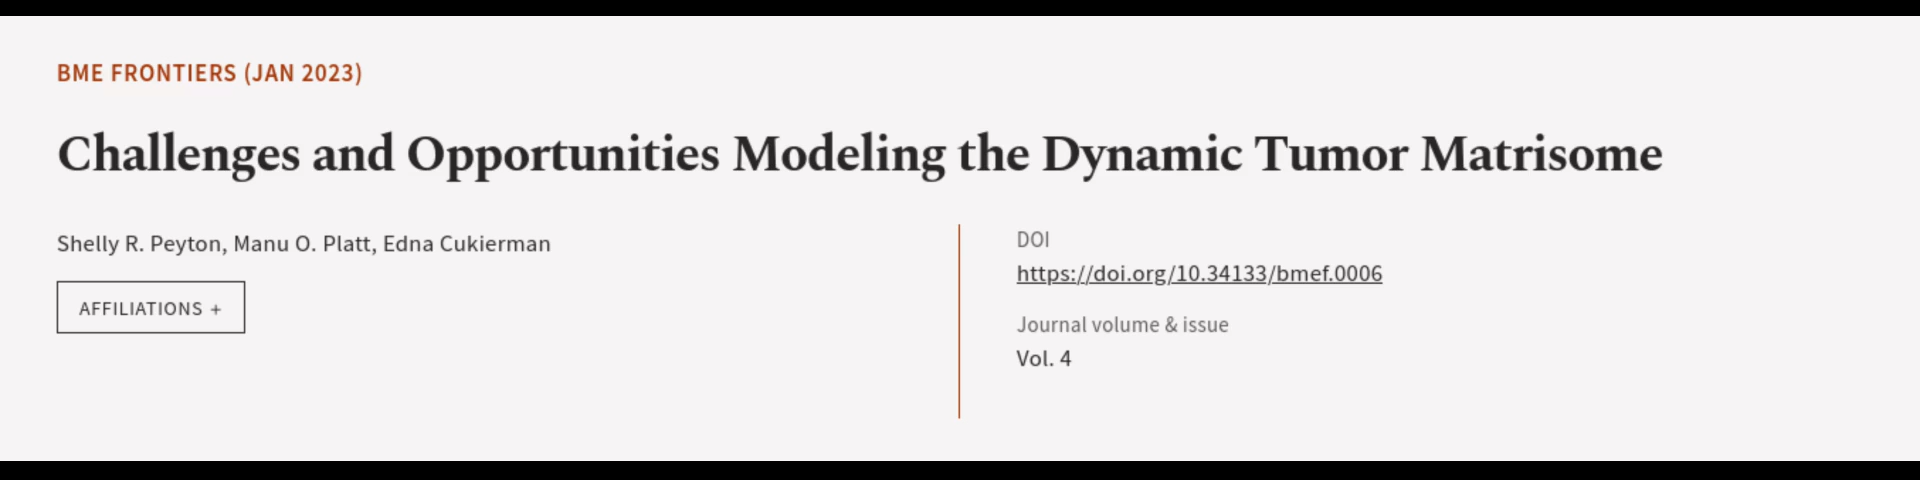 BME FRONTIERS (JAN 2023)
Challenges and Opportunities Modeling the Dynamic Tumor Matrisome
Shelly R. Peyton, Manu O. Platt, Edna Cukierman
AFFILIATIONS +
DOI
https://doi.org/10.34133/bmef.0006
Journal volume & issue
Vol. 4